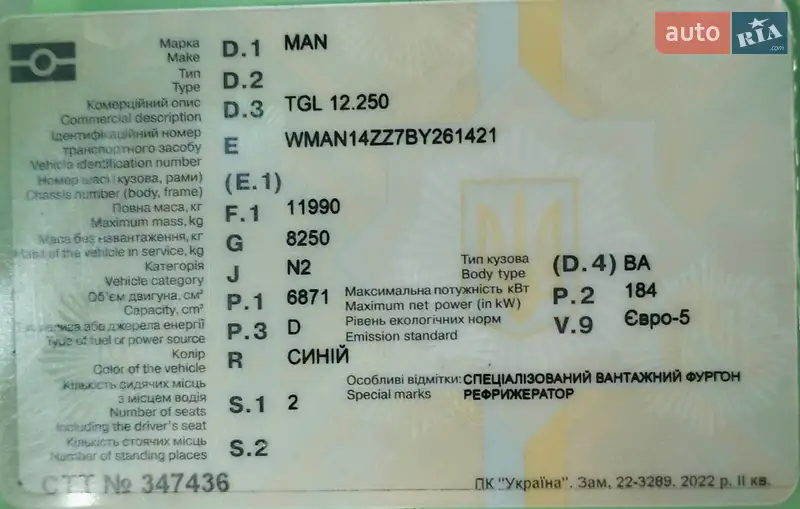 auto RIA .com
Марка D.1 MAN
Make
Тип D.2
Type
Комерційний опис D.3 TGL 12.250
Commercial description
Ідентифікаційний номер
транспортного засобу E WMAN14ZZ7BY261421
Vehicle identification number
Номер шасі (кузова, рами) (E.1)
Chassis number (body, frame)
Повна маса, кг F.1 11990
Maximum mass, kg
Маса без навантаження, кг G 8250
Mass of the vehicle in service, kg
Категорія J N2 Тип кузова (D.4) BA
Vehicle category Body type
Об'єм двигуна, см³ P.1 6871 Максимальна потужність кВт P.2 184
Capacity, cm³ Maximum net power (in kW)
Тип палива або джерела енергії P.3 D Рівень екологічних норм V.9 Євро-5
Type of fuel or power source Emission standard
Колір R СИНІЙ
Color of the vehicle
Кількість сидячих місць Особливі відмітки: СПЕЦІАЛІЗОВАНИЙ ВАНТАЖНИЙ ФУРГОН
з місцем водія S.1 2 Special marks РЕФРИЖЕРАТОР
Number of seats
including the driver's seat
Кількість стоячих місць S.2
Number of standing places
СТТ № 347436 ПК "Україна". Зам, 22-3289. 2022 р. II кв.